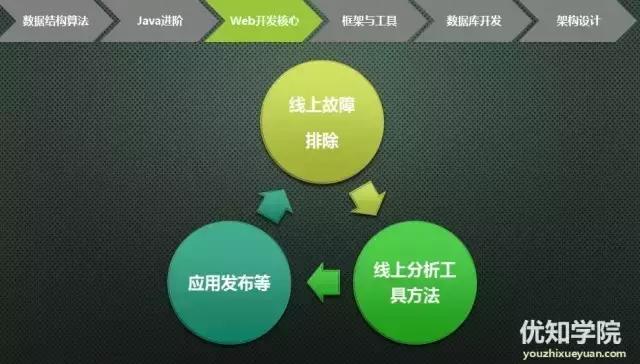 数据结构算法
Java进阶
Web开发核心
框架与工具
数据库开发
架构设计
线上故障
排除
应用发布等
线上分析工
具方法
优知学院
youzhixueyuan.com